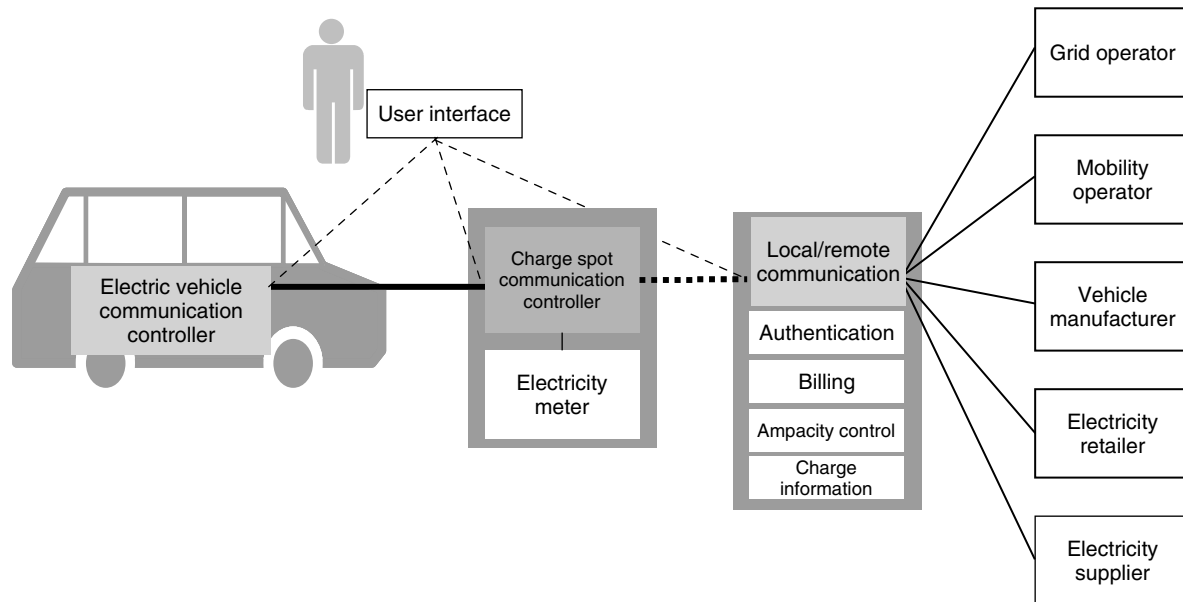 User interface
Electric vehicle
communication
controller
Charge spot
communication
controller
Electricity
meter
Local/remote
communication
Authentication
Billing
Ampacity control
Charge
information
Grid operator
Mobility
operator
Vehicle
manufacturer
Electricity
retailer
Electricity
supplier